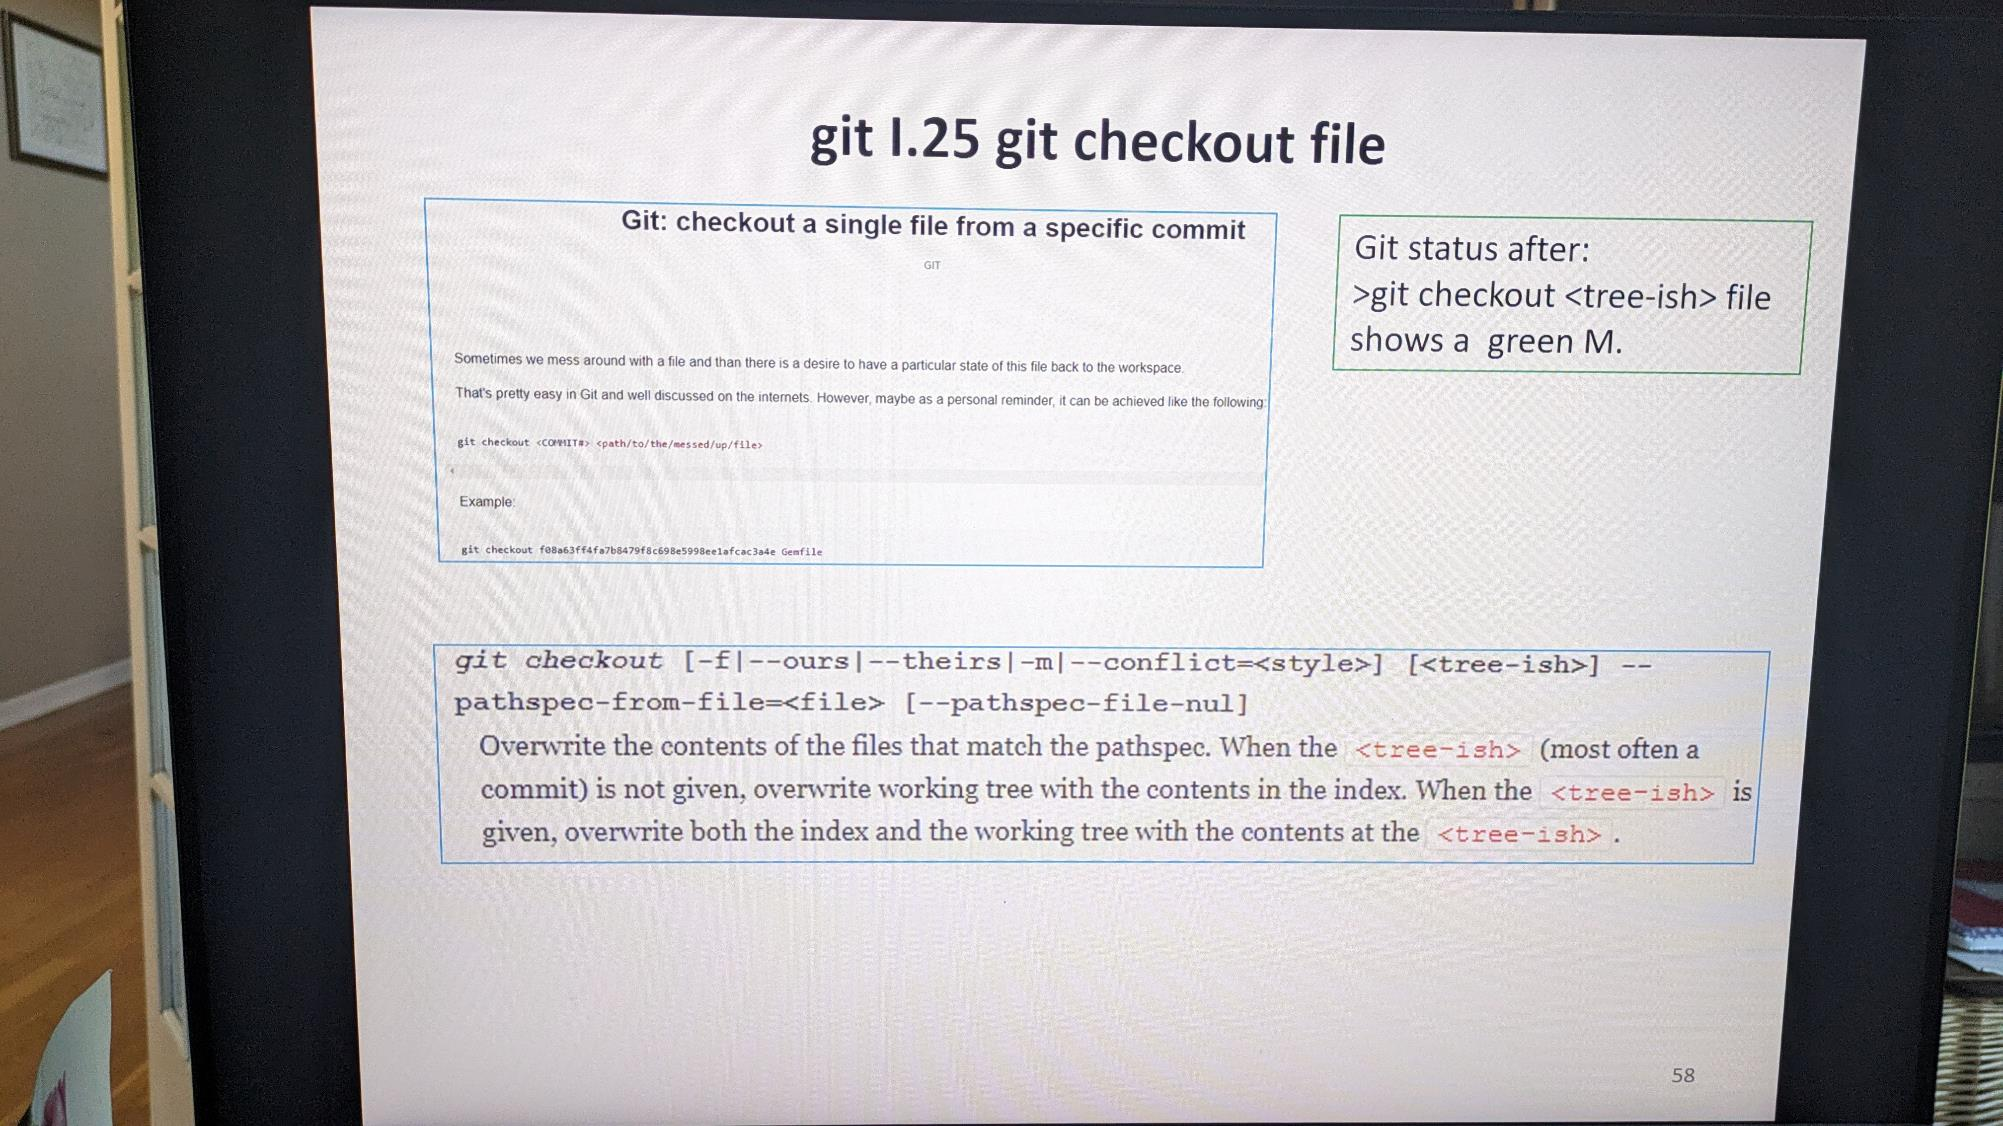 git I.25 git checkout file
Git: checkout a single file from a specific commit
GIT
Sometimes we mess around with a file and than there is a desire to have a particular state of this file back to the workspace.
That's pretty easy in Git and well discussed on the internets. However, maybe as a personal reminder, it can be achieved like the following:
git checkout <COMMIT#> <path/to/the/messed/up/file>
Example:
git checkout f08a63ff4fa7b8479f8c698e5998ee1afcac3a4e Gemfile
Git status after:
>git checkout <tree-ish> file
shows a green M.
git checkout [-f|--ours|--theirs|-m|--conflict=<style>] [<tree-ish>] --
pathspec-from-file=<file> [--pathspec-file-nul]
Overwrite the contents of the files that match the pathspec. When the <tree-ish> (most often a
commit) is not given, overwrite working tree with the contents in the index. When the <tree-ish> is
given, overwrite both the index and the working tree with the contents at the <tree-ish> .
58